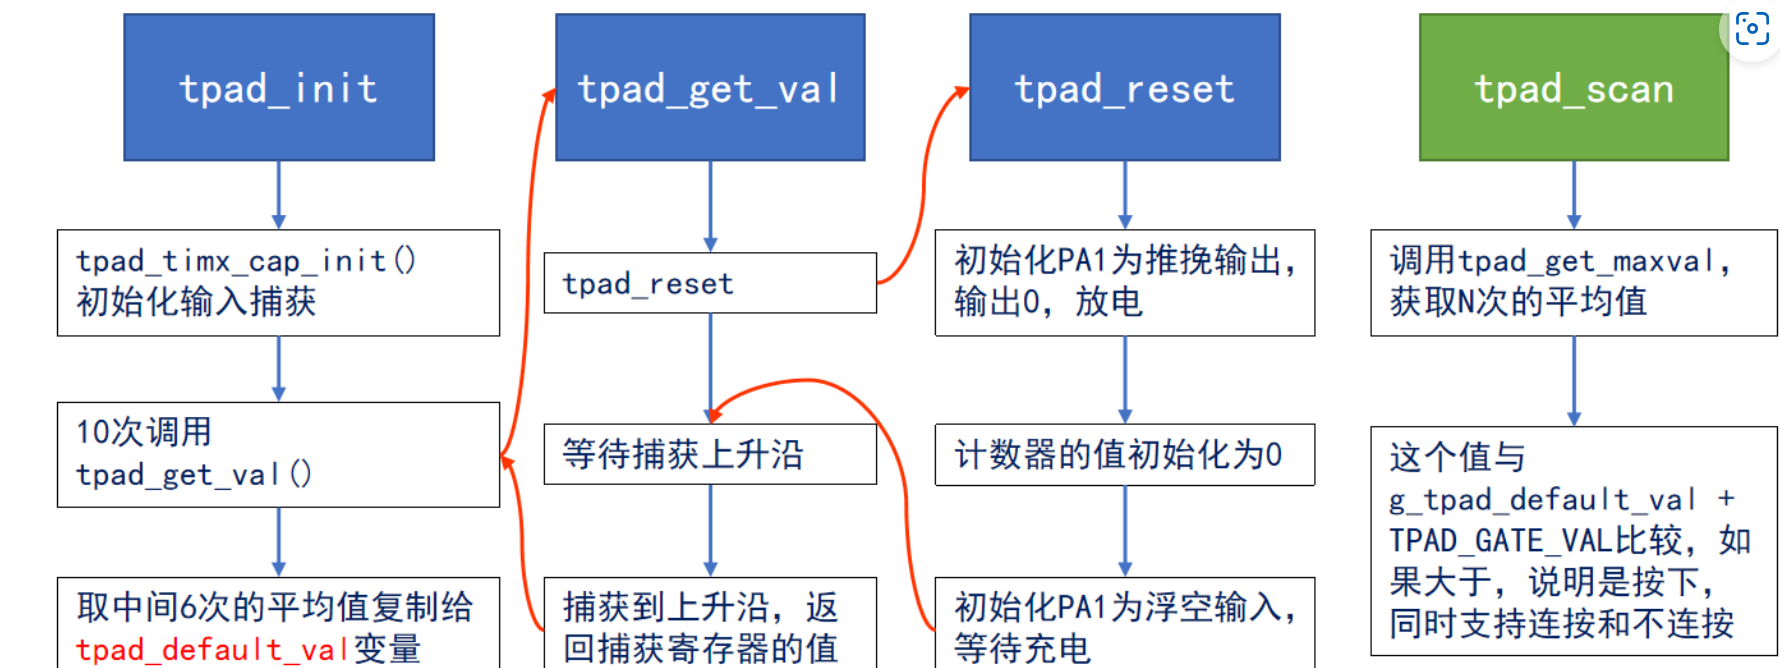 tpad_init
tpad_timx_cap_init()
初始化输入捕获
10次调用
tpad_get_val()
取中间6次的平均值复制给
tpad_default_val变量
tpad_get_val
tpad_reset
等待捕获上升沿
捕获到上升沿，返
回捕获寄存器的值
tpad_reset
初始化PA1为推挽输出，
输出0，放电
计数器的值初始化为0
初始化PA1为浮空输入，
等待充电
tpad_scan
调用tpad_get_maxval，
获取N次的平均值
这个值与
g_tpad_default_val +
TPAD_GATE_VAL比较，如
果大于，说明是按下，
同时支持连接和不连接